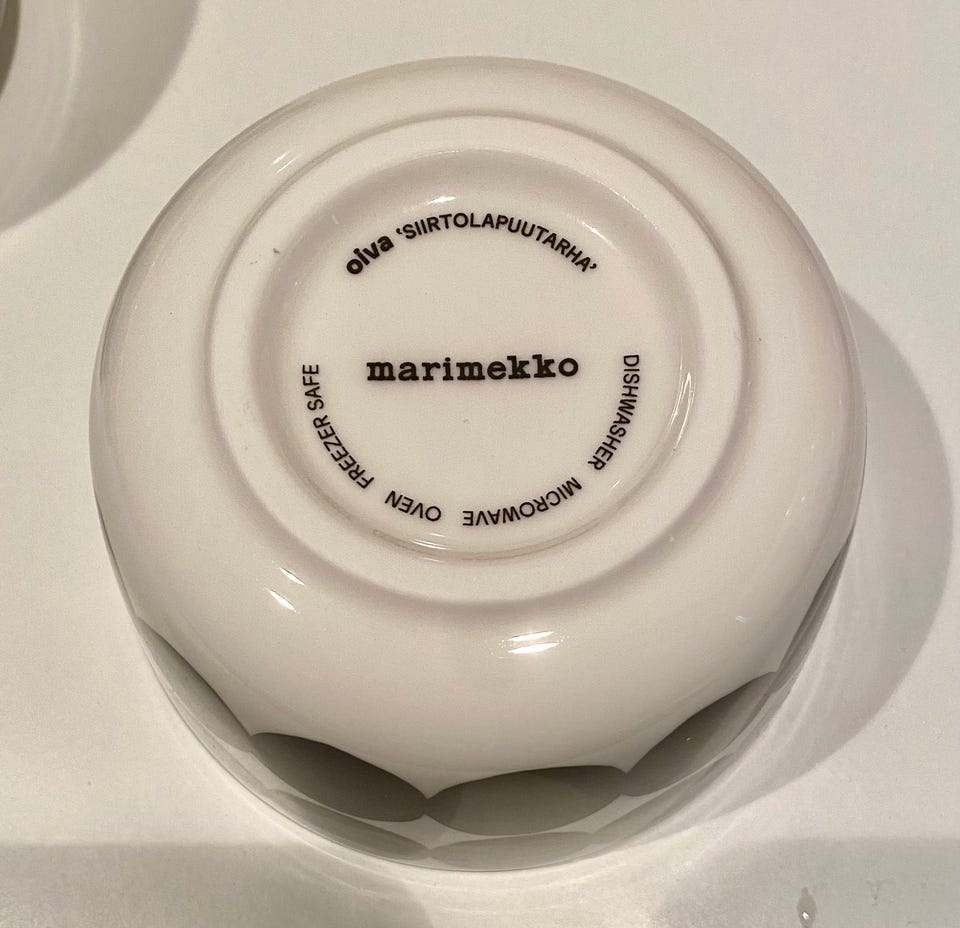 oiva ‘SIIRTOLAPUUTARHA’
marimekko
DISHWASHER MICROWAVE OVEN FREEZER SAFE